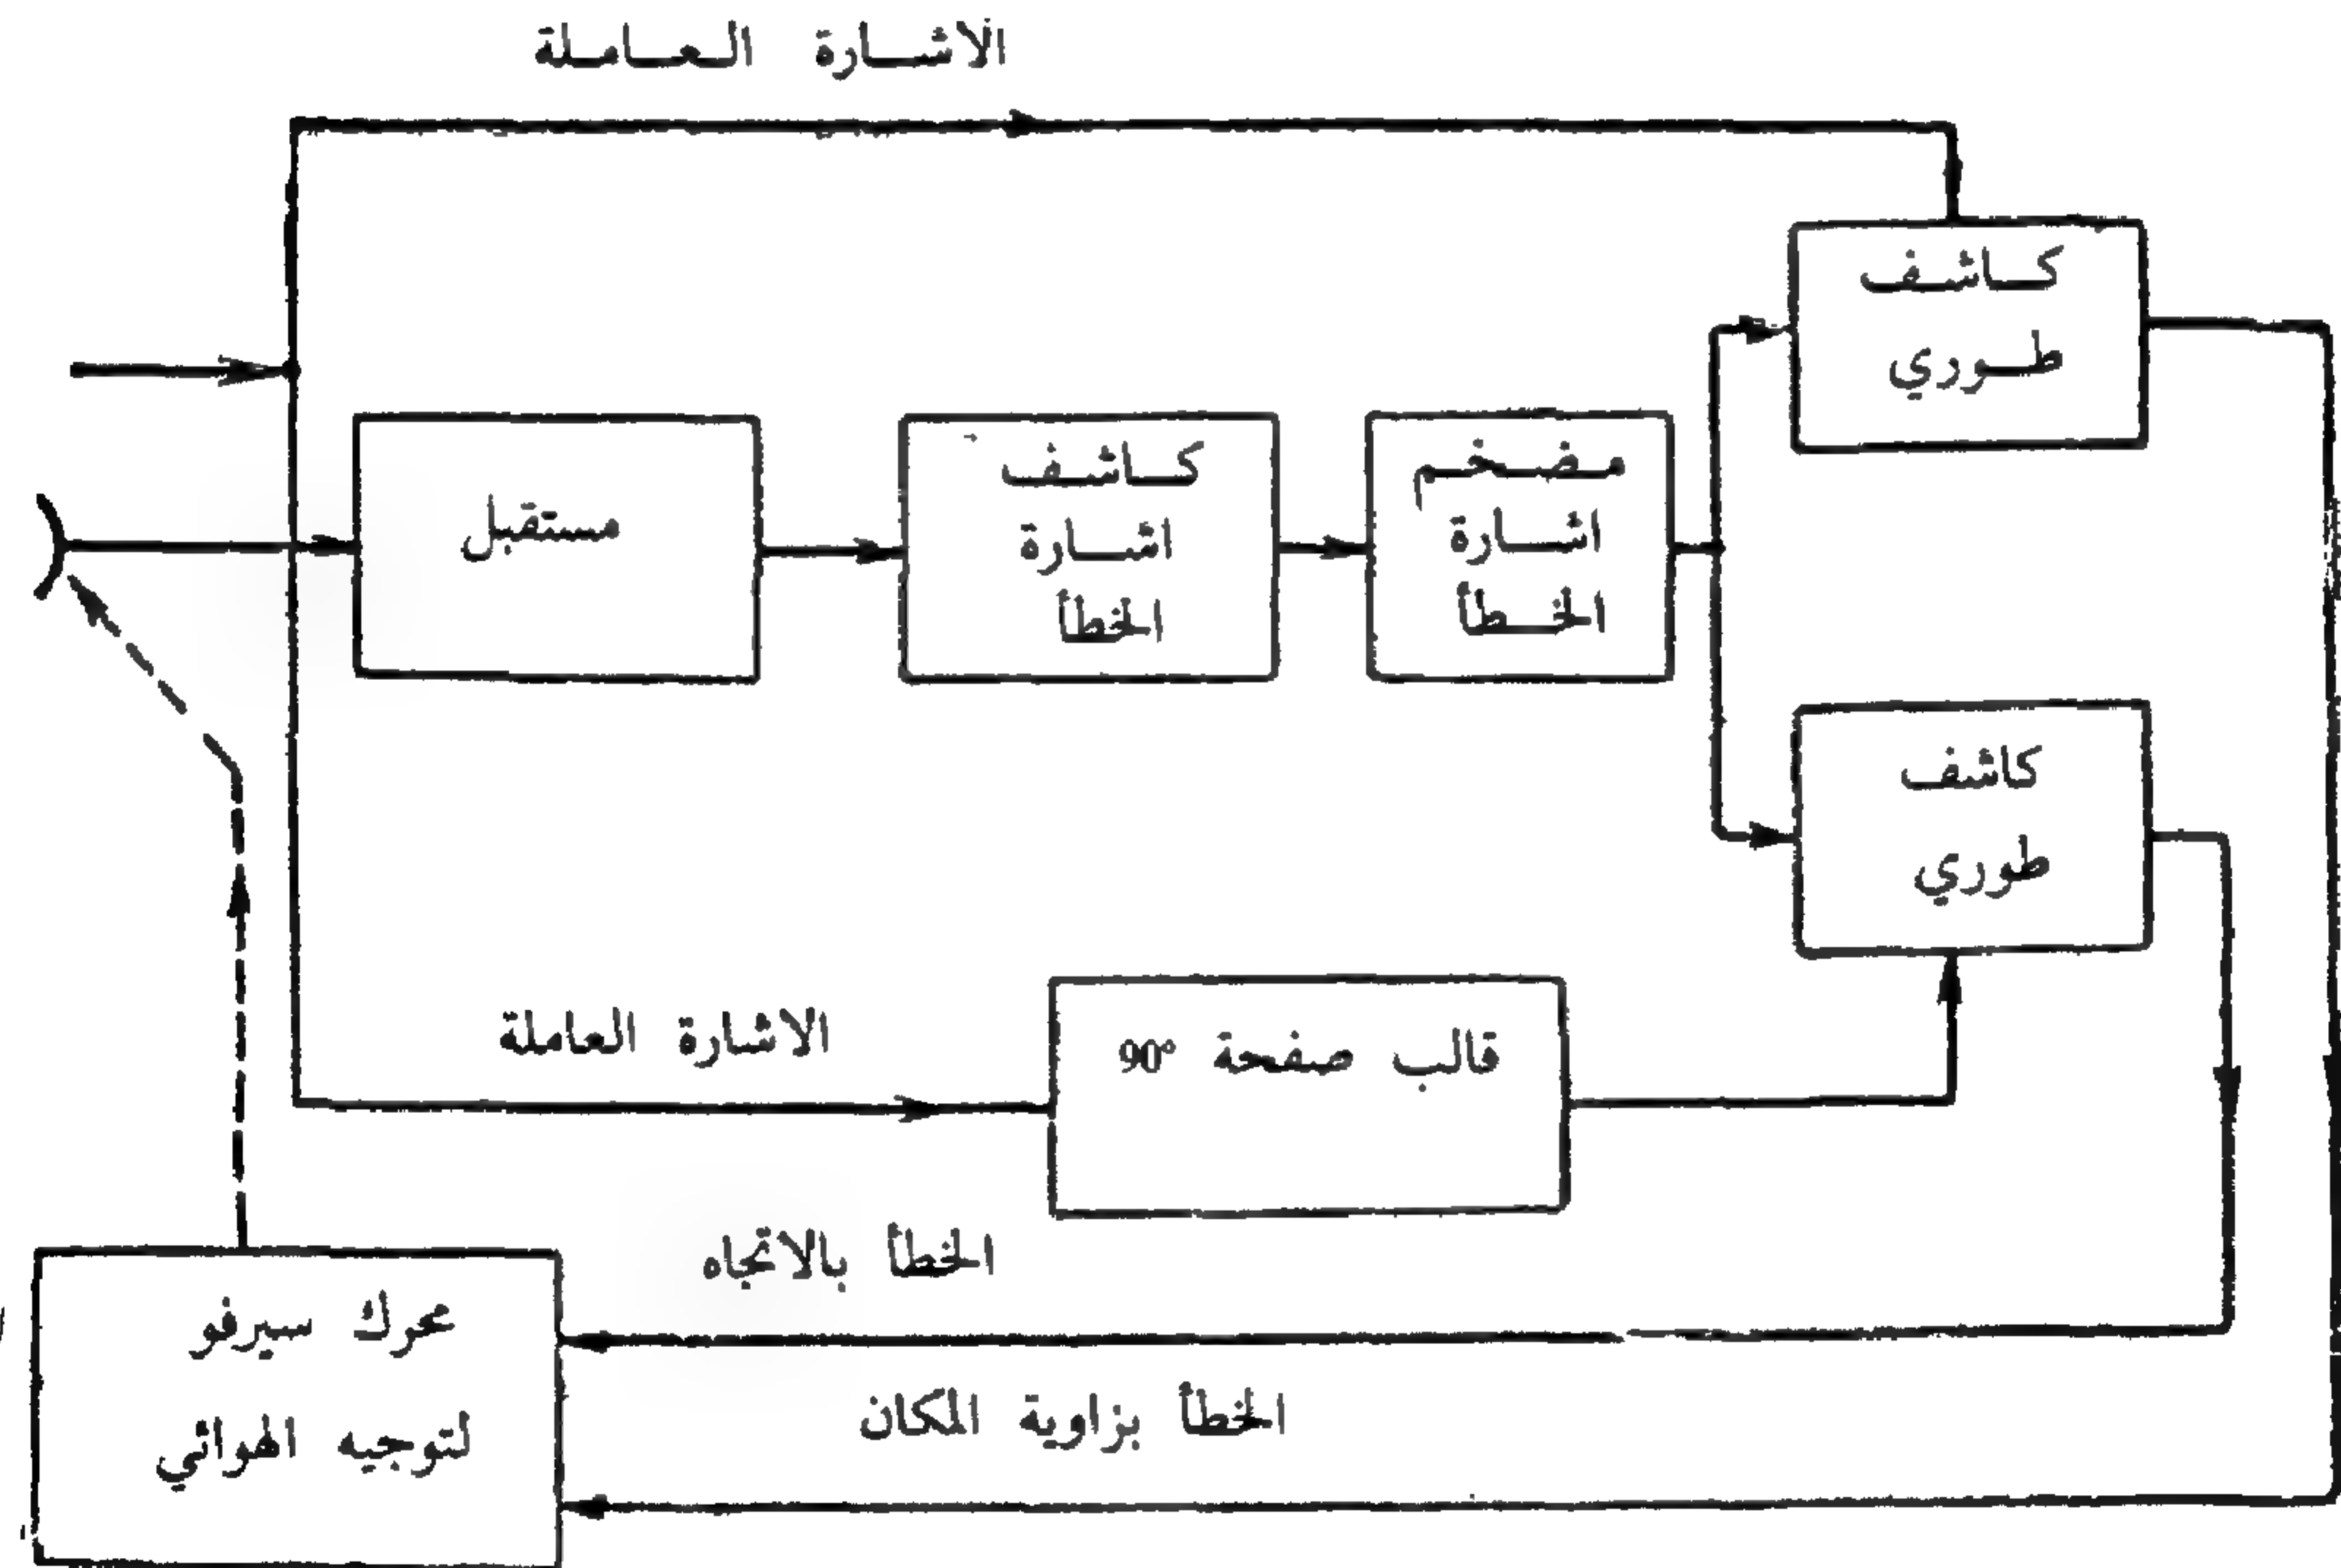 الاشارة العاملة
كاشف
طوري
مستقبل
كاشف
اشارة
الخطأ
مضخم
اشارة
الخطأ
كاشف
طوري
الاشارة العاملة
قالب صفحة 90°
الخطأ بالاتجاه
محرك سيرفو
لتوجيه الهوائي
الخطأ بزاوية المكان